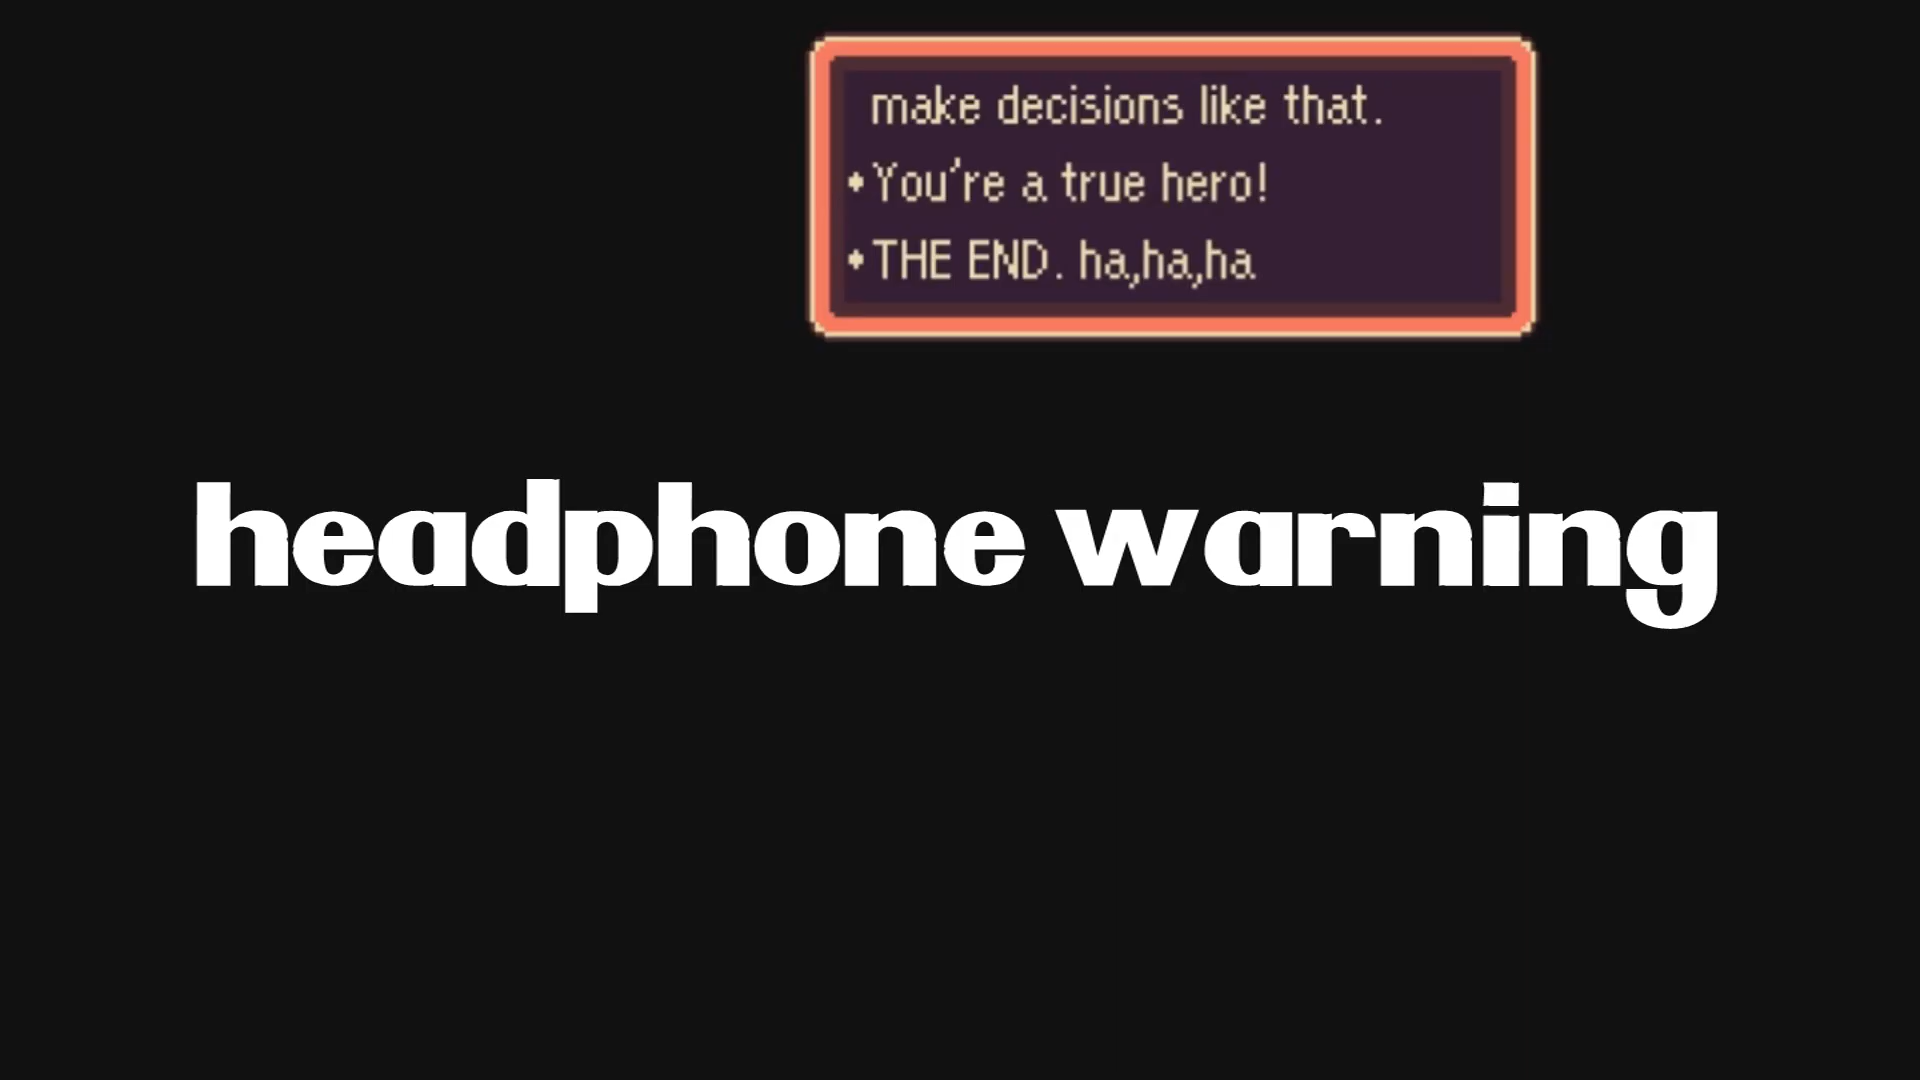 make decisions like that.
•You're a true hero!
•THE END. ha,ha,ha
headphone warning